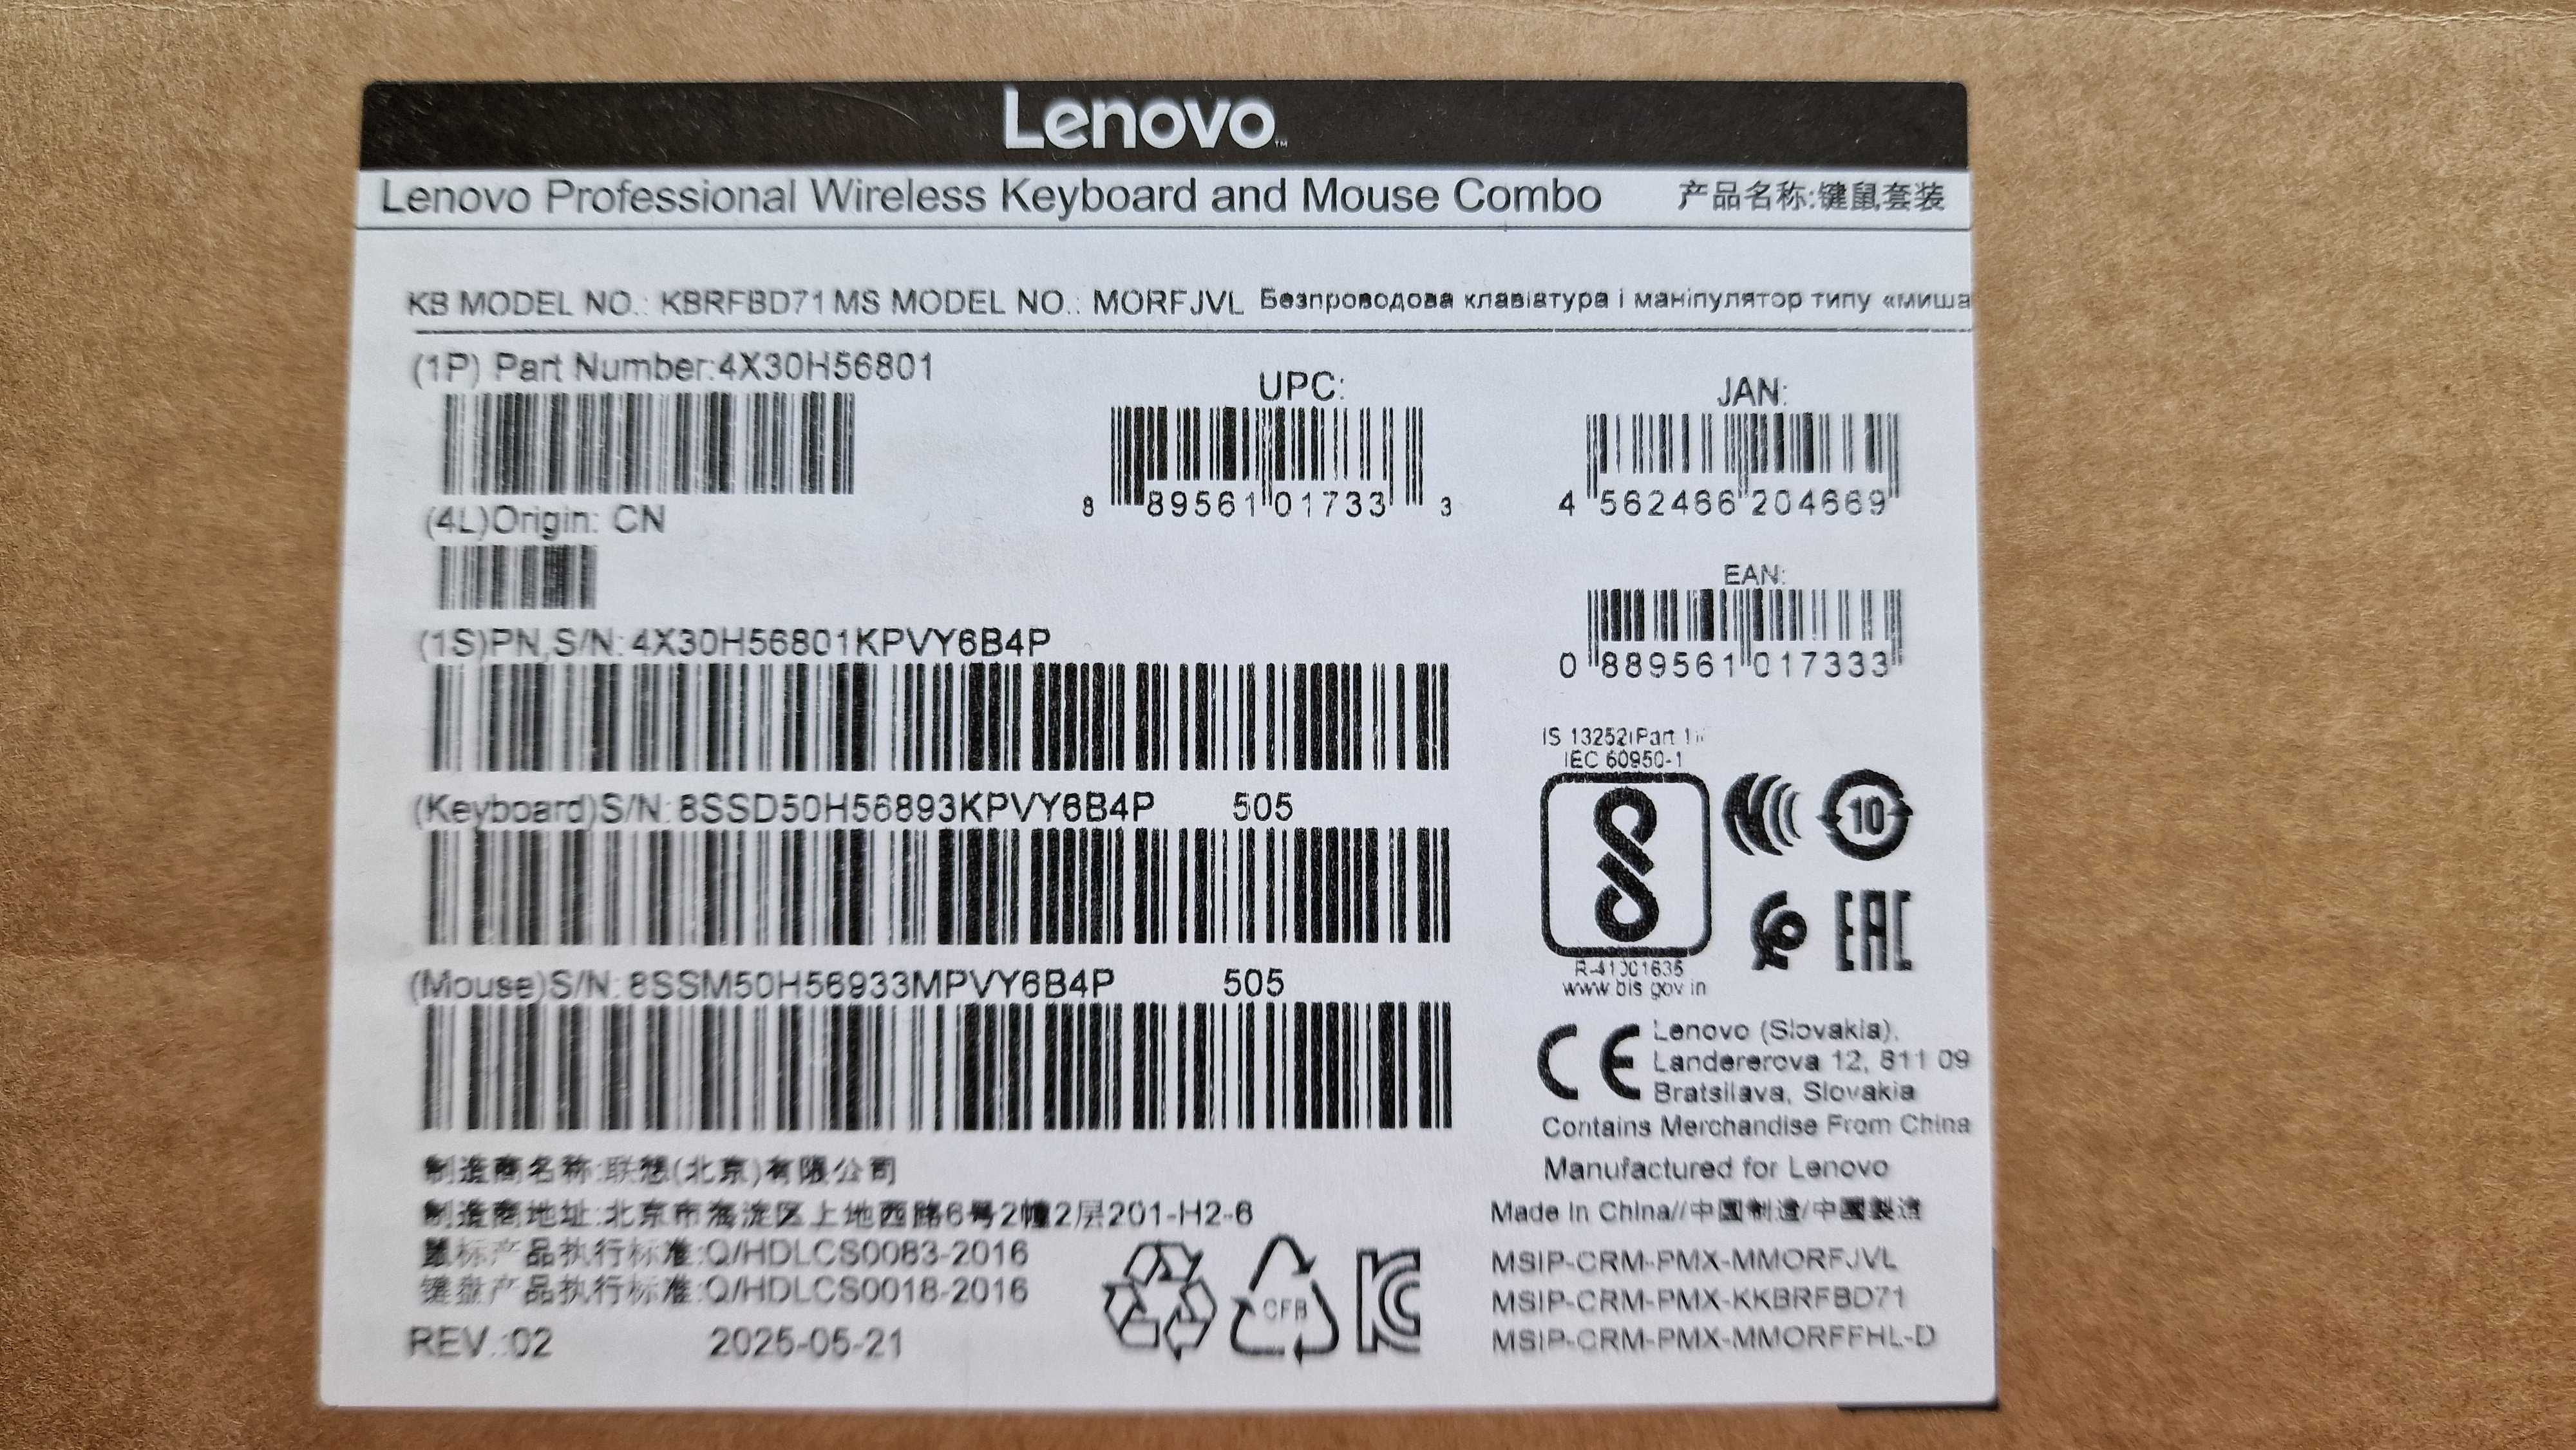 Lenovo™
Lenovo Professional Wireless Keyboard and Mouse Combo 产品名称:键鼠套装
KB MODEL NO.: KBRFBD71 MS MODEL NO.: MORFJVL Безпроводова клавіатура і маніпулятор типу «миша
(1P) Part Number:4X30H56801
UPC:
8 89561 01733 3
JAN:
4 562466 204669
(4L)Origin: CN
EAN:
0 889561 017333
(1S)PN,S/N:4X30H56801KPVY6B4P
(Keyboard)S/N:8SSD50H56893KPVY6B4P 505
(Mouse)S/N:8SSM50H56933MPVY6B4P 505
IS 13252(Part 1)/
IEC 60950-1
R-41001635
www.bis.gov.in
10
EAC
CE
Lenovo (Slovakia),
Landererova 12, 811 09
Bratsilava, Slovakia
Contains Merchandise From China
Manufactured for Lenovo
Made In China//中國制造/中國製造
制造商名称:联想(北京)有限公司
制造商地址:北京市海淀区上地西路6号2幢2层201-H2-6
鼠标产品执行标准:Q/HDLCS0083-2016
键盘产品执行标准:Q/HDLCS0018-2016
REV.:02 2025-05-21
CFB
MSIP-CRM-PMX-MMORFJVL
MSIP-CRM-PMX-KKBRFBD71
MSIP-CRM-PMX-MMORFFHL-D